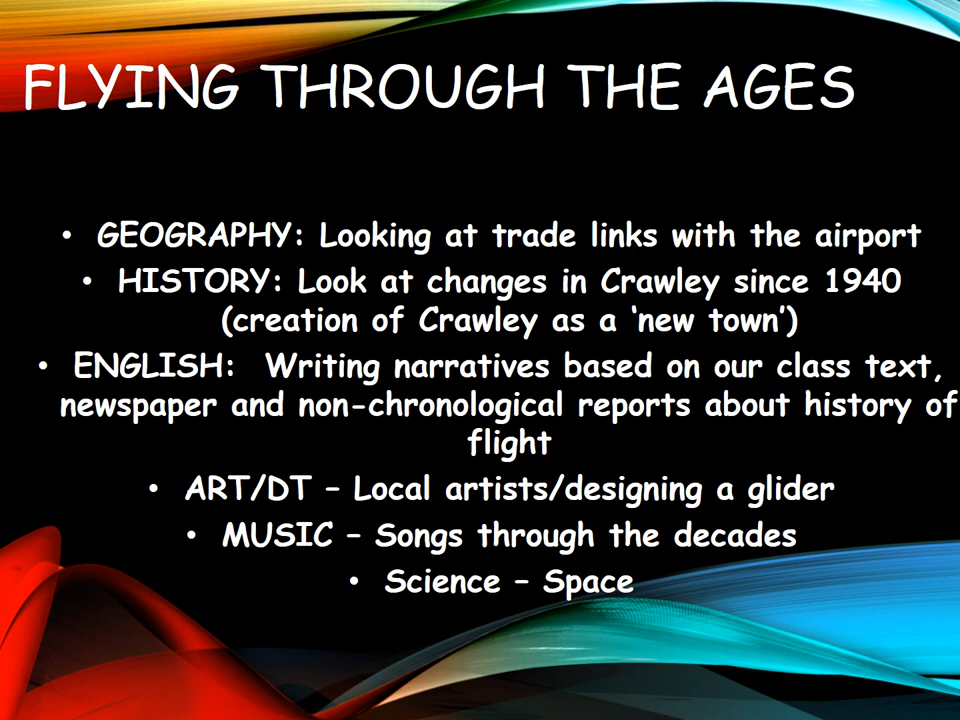 FLYING THROUGH THE AGES
• GEOGRAPHY: Looking at trade links with the airport
• HISTORY: Look at changes in Crawley since 1940
(creation of Crawley as a ‘new town’)
• ENGLISH:  Writing narratives based on our class text,
newspaper and non-chronological reports about history of
flight
• ART/DT – Local artists/designing a glider
• MUSIC – Songs through the decades
• Science – Space